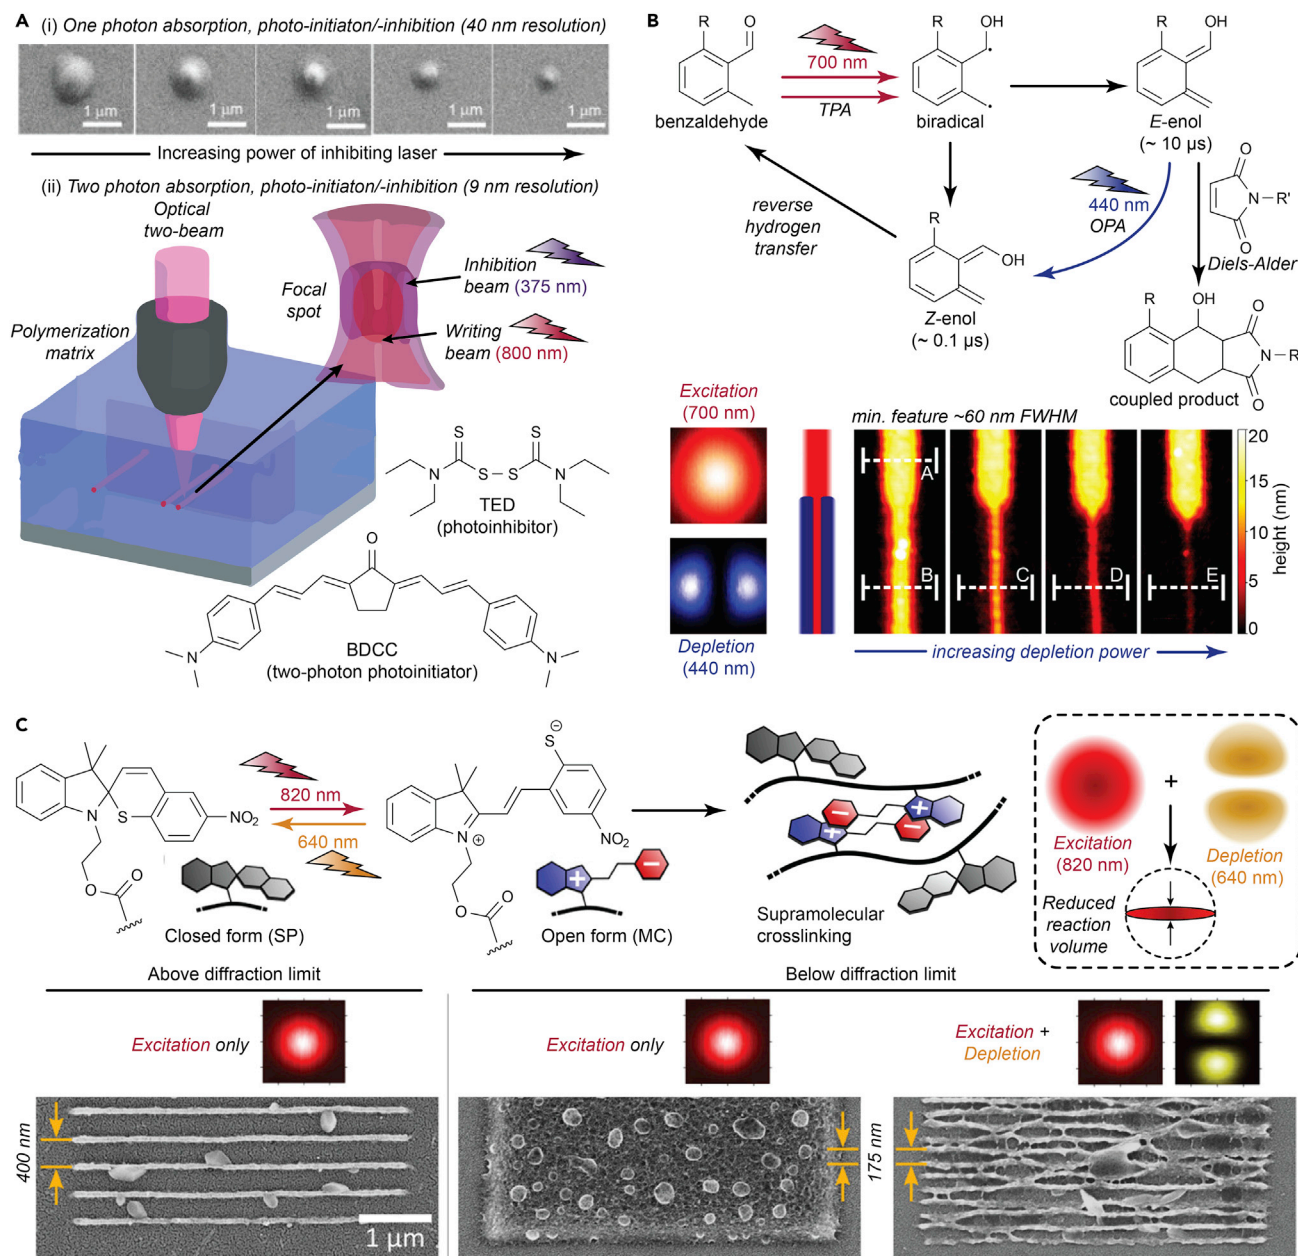 A
(i) One photon absorption, photo-initiaton/-inhibition (40 nm resolution)
1 µm
1 µm
1 µm
1 µm
1 µm
Increasing power of inhibiting laser
(ii) Two photon absorption, photo-initiaton/-inhibition (9 nm resolution)
Optical
two-beam
Polymerization
matrix
Focal
spot
Inhibition
beam (375 nm)
Writing
beam (800 nm)
S
S
N
S
S
N
TED
(photoinhibitor)
O
N
N
BDCC
(two-photon photoinitiator)
B
R
O
benzaldehyde
700 nm
TPA
R
OH
biradical
R
OH
E-enol
(~ 10 µs)
reverse
hydrogen
transfer
R
OH
Z-enol
(~ 0.1 µs)
440 nm
OPA
O
N-R'
O
Diels-Alder
R
OH
O
N-R
O
coupled product
Excitation
(700 nm)
Depletion
(440 nm)
min. feature ~60 nm FWHM
A
B
C
D
E
20
15
10
5
0
height (nm)
increasing depletion power
C
N
S
NO2
O
O
Closed form (SP)
820 nm
640 nm
S
⊖
N
⊕
NO2
O
O
+
−
Open form (MC)
+
−
+
−
Supramolecular
crosslinking
Excitation
(820 nm)
+
Depletion
(640 nm)
Reduced
reaction
volume
Above diffraction limit
Below diffraction limit
Excitation only
Excitation only
Excitation +
Depletion
400 nm
1 µm
175 nm